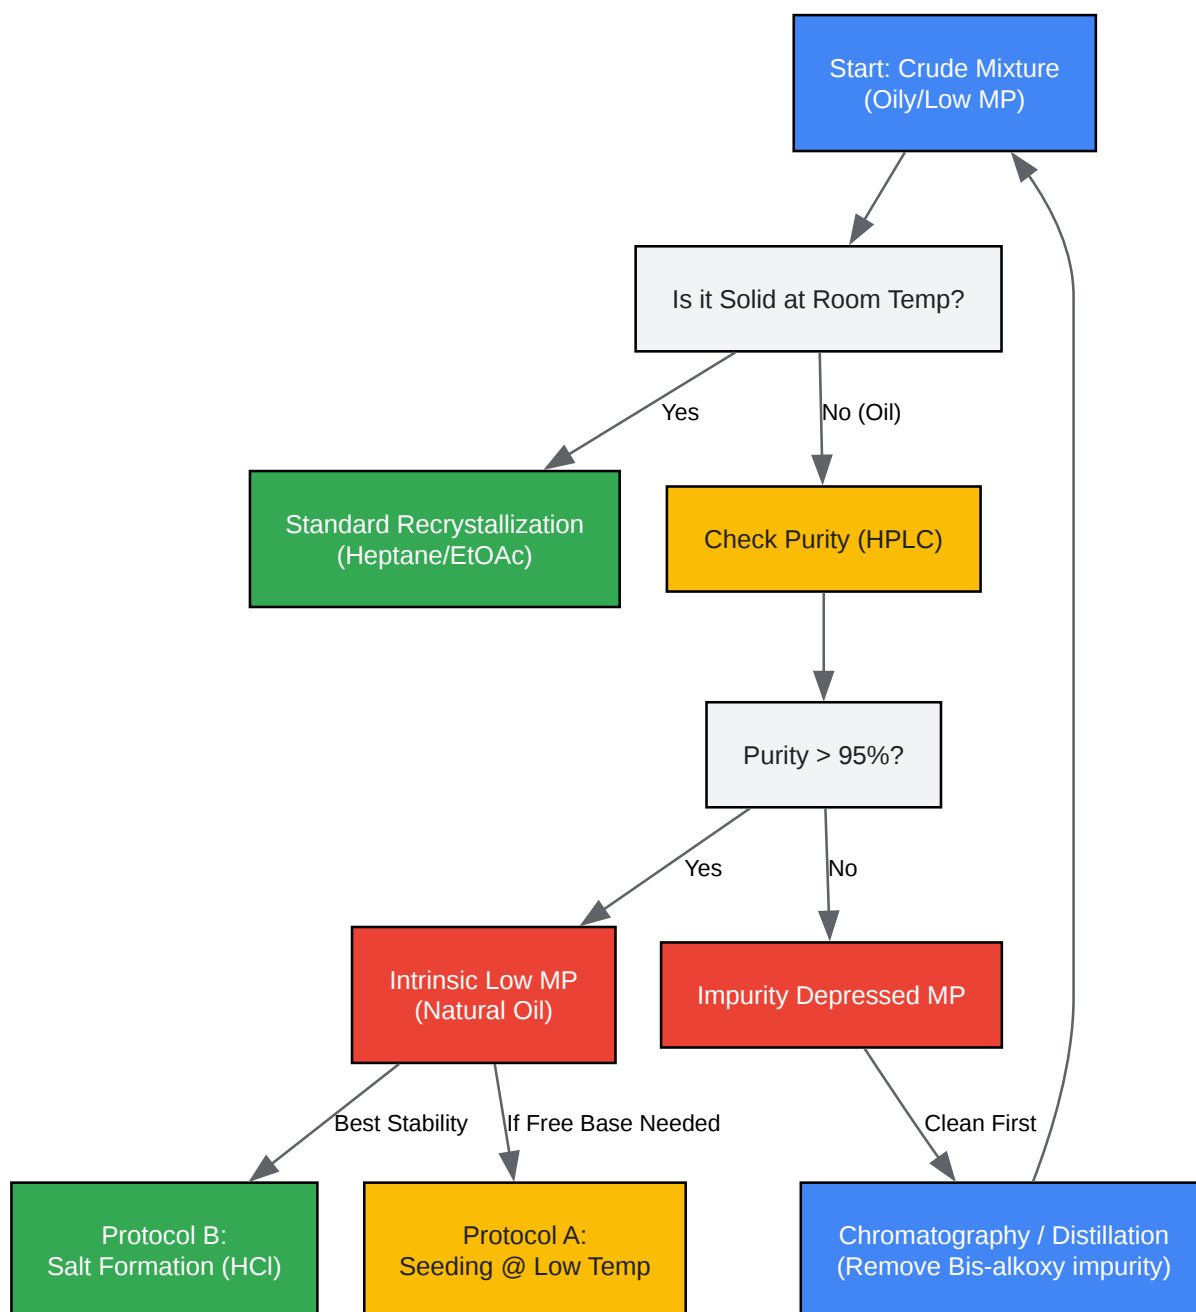 Start: Crude Mixture
(Oily/Low MP)
Is it Solid at Room Temp?
Yes
No (Oil)
Standard Recrystallization
(Heptane/EtOAc)
Check Purity (HPLC)
Purity > 95%?
Yes
No
Intrinsic Low MP
(Natural Oil)
Impurity Depressed MP
Best Stability
If Free Base Needed
Clean First
Protocol B:
Salt Formation (HCl)
Protocol A:
Seeding @ Low Temp
Chromatography / Distillation
(Remove Bis-alkoxy impurity)